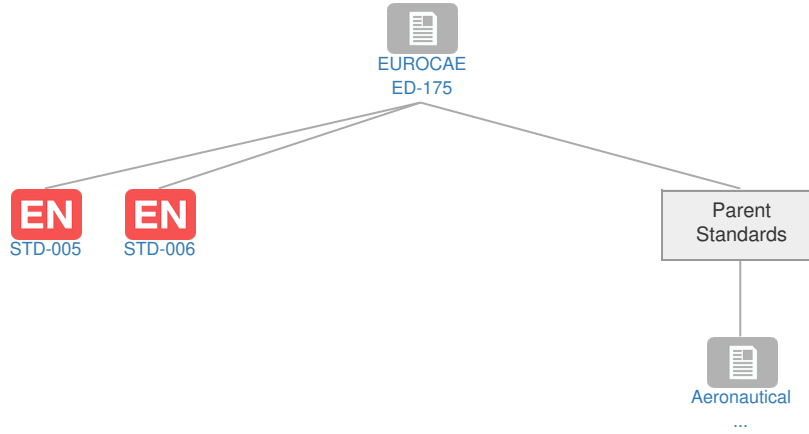 EUROCAE
ED-175
EN
EN
STD-005
STD-006
Parent
Standards
Aeronautical
...